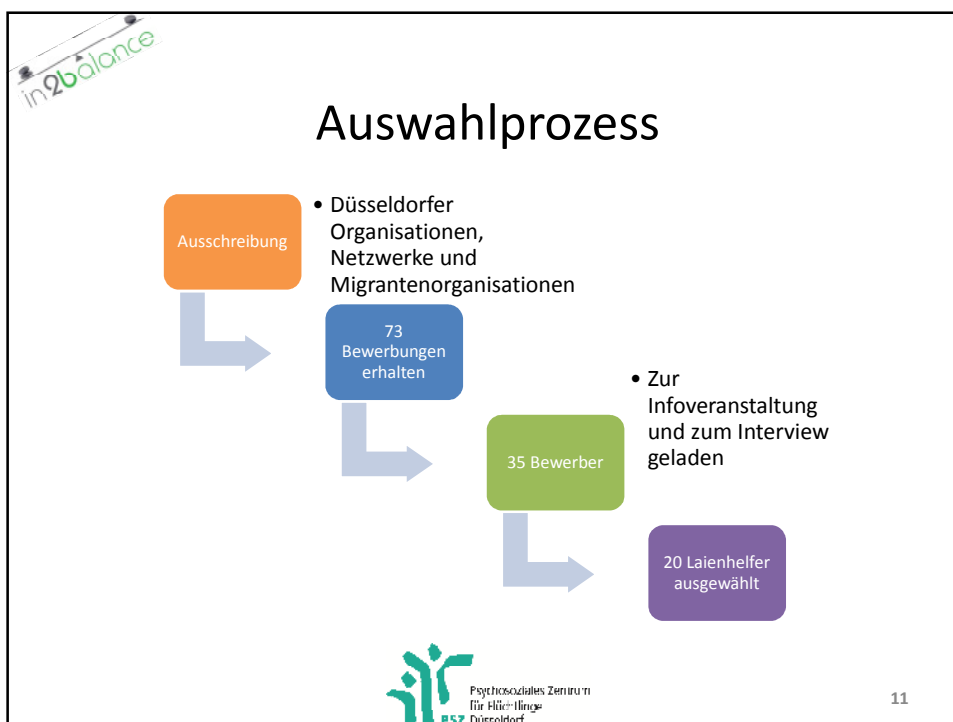 in2balance
Auswahlprozess
Ausschreibung
• Düsseldorfer
Organisationen,
Netzwerke und
Migrantenorganisationen
73
Bewerbungen
erhalten
35 Bewerber
• Zur
Infoveranstaltung
und zum Interview
geladen
20 Laienhelfer
ausgewählt
Psychosoziales Zentrum
für Flüchtlinge
PSZ Düsseldorf
11